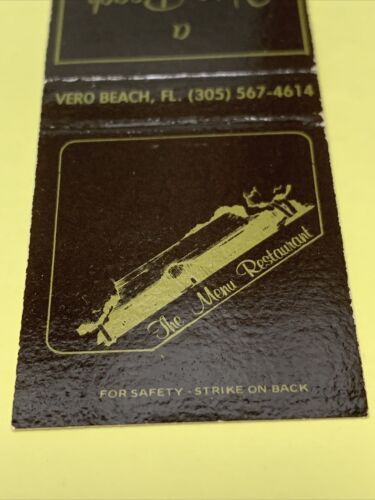 a
VERO BEACH, FL. (305) 567-4614
The Menu Restaurant
FOR SAFETY - STRIKE ON BACK